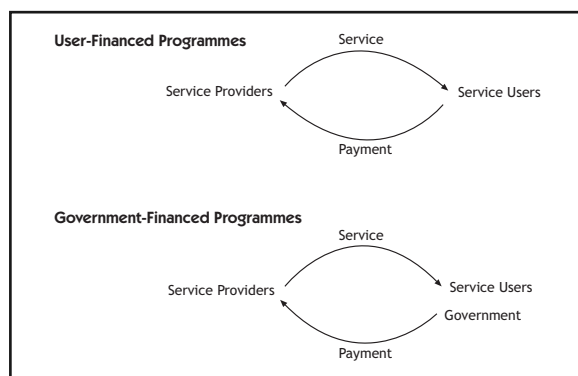 User-Financed Programmes
Service
Service Providers
Service Users
Payment
Government-Financed Programmes
Service
Service Providers
Service Users
Government
Payment